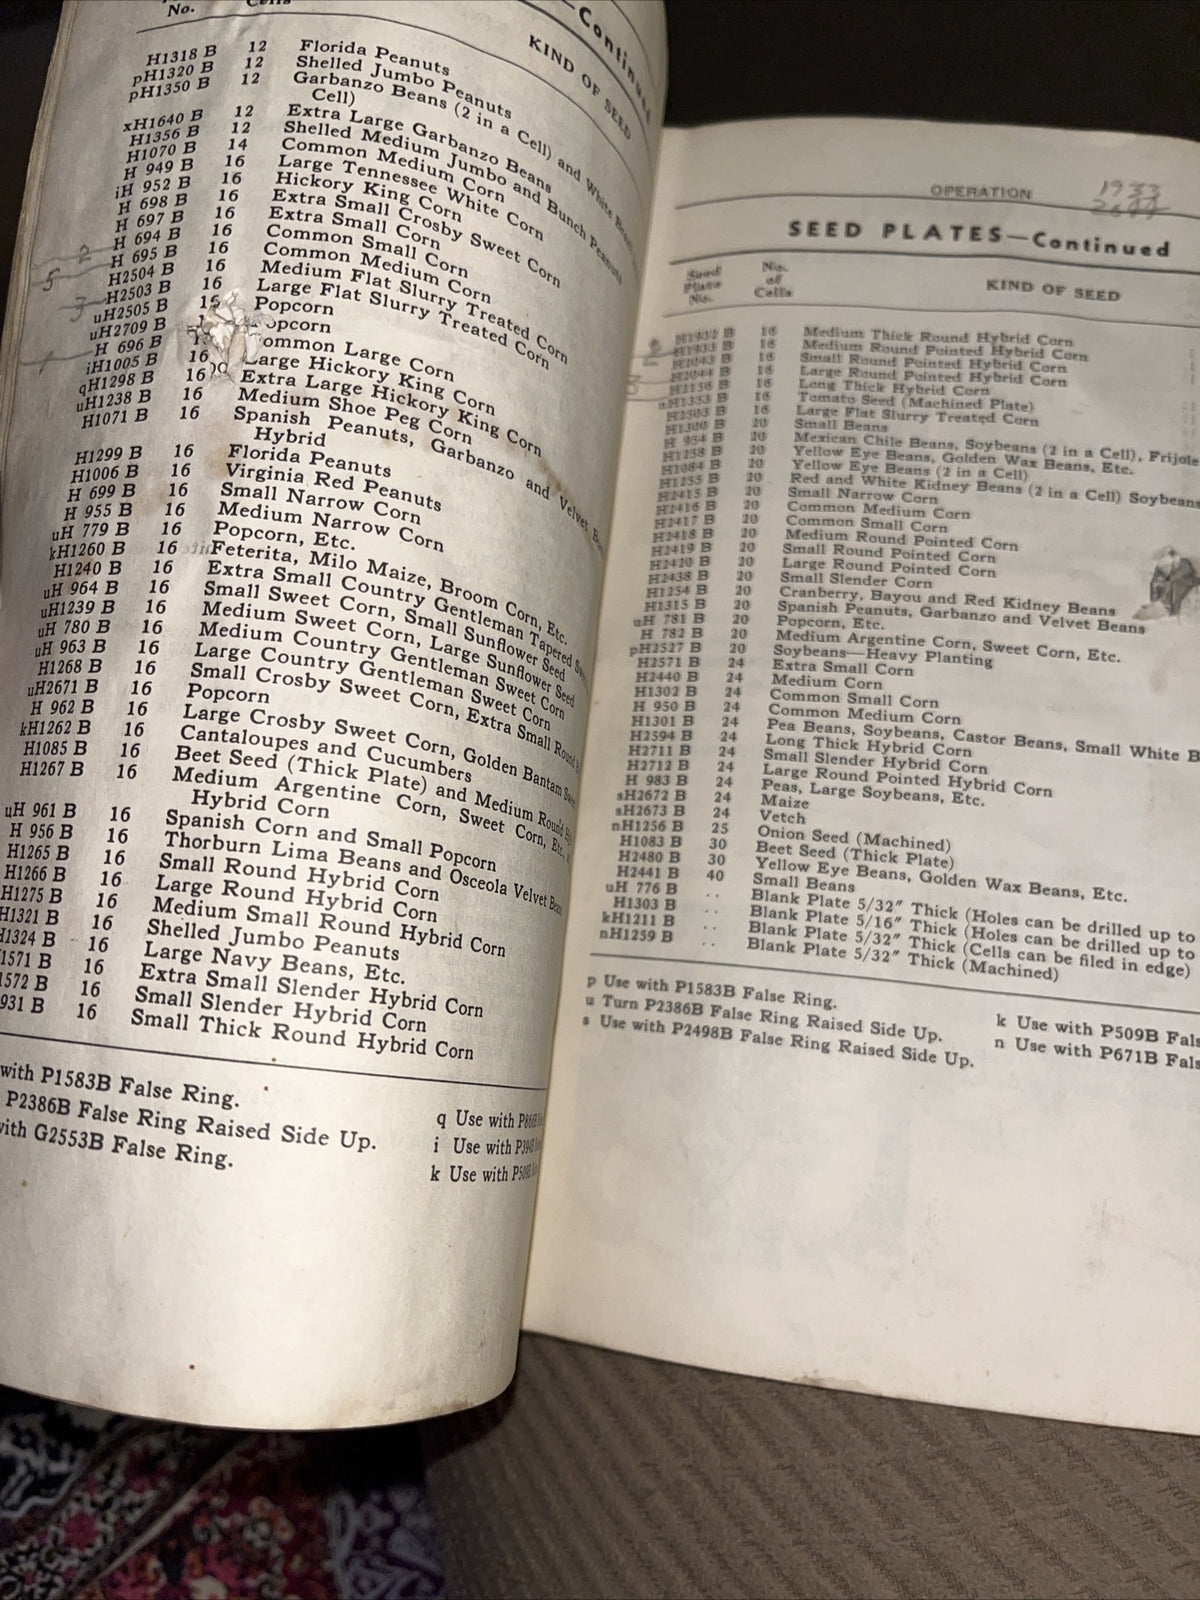 No. Cells
—Continued
KIND OF SEED
H1318 B 12 Florida Peanuts
pH1320 B 12 Shelled Jumbo Peanuts
pH1350 B 12 Garbanzo Beans (2 in a Cell) and White
Cell)
xH1640 B 12 Extra Large Garbanzo Beans
H1356 B 12 Shelled Medium Jumbo and Bunch Peanuts
H1070 B 14 Common Medium Corn
H 949 B 16 Large Tennessee White Corn
iH 952 B 16 Hickory King Corn
H 698 B 16 Extra Small Crosby Sweet Corn
H 697 B 16 Extra Small Corn
2 H 694 B 16 Common Small Corn
5 H 695 B 16 Common Medium Corn
H2504 B 16 Medium Flat Slurry Treated Corn
3 H2503 B 16 Large Flat Slurry Treated Corn
uH2505 B 16 Popcorn
uH2709 B Popcorn
1 H 696 B Common Large Corn
iH1005 B 16 Large Hickory King Corn
qH1298 B 16 Extra Large Hickory King Corn
uH1238 B 16 Medium Shoe Peg Corn
H1071 B 16 Spanish Peanuts, Garbanzo and Velvet
Hybrid
H1299 B 16 Florida Peanuts
H1006 B 16 Virginia Red Peanuts
H 699 B 16 Small Narrow Corn
H 955 B 16 Medium Narrow Corn
uH 779 B 16 Popcorn, Etc.
kH1260 B 16 Feterita, Milo Maize, Broom Corn, Etc.
H1240 B 16 Extra Small Country Gentleman Tapered
uH 964 B 16 Small Sweet Corn, Small Sunflower Seed
uH1239 B 16 Medium Sweet Corn, Large Sunflower Seed
uH 780 B 16 Medium Country Gentleman Sweet Corn
uH 963 B 16 Large Country Gentleman Sweet Corn
H1268 B 16 Small Crosby Sweet Corn, Extra Small Round
uH2671 B 16 Popcorn
H 962 B 16 Large Crosby Sweet Corn, Golden Bantam
kH1262 B 16 Cantaloupes and Cucumbers
H1085 B 16 Beet Seed (Thick Plate) and Medium Round
H1267 B 16 Medium Argentine Corn, Sweet Corn, Etc.,
Hybrid Corn
uH 961 B 16 Spanish Corn and Small Popcorn
H 956 B 16 Thorburn Lima Beans and Osceola Velvet
H1265 B 16 Small Round Hybrid Corn
H1266 B 16 Large Round Hybrid Corn
H1275 B 16 Medium Small Round Hybrid Corn
H1321 B 16 Shelled Jumbo Peanuts
H1324 B 16 Large Navy Beans, Etc.
1571 B 16 Extra Small Slender Hybrid Corn
1572 B 16 Small Slender Hybrid Corn
931 B 16 Small Thick Round Hybrid Corn
with P1583B False Ring.
P2386B False Ring Raised Side Up.
with G2553B False Ring.
q Use with
i Use with
k Use with
OPERATION
1933
SEED PLATES—Continued
Seed Plate No.
No. of Cells
KIND OF SEED
H1932 B 16 Medium Thick Round Hybrid Corn
2 H1933 B 16 Medium Round Pointed Hybrid Corn
H1043 B 16 Small Round Pointed Hybrid Corn
H1044 B 16 Large Round Pointed Hybrid Corn
H2156 B 16 Long Thick Hybrid Corn
H1353 B 16 Tomato Seed (Machined Plate)
H2503 B 16 Large Flat Slurry Treated Corn
H1300 B 20 Small Beans
H 954 B 20 Mexican Chile Beans, Soybeans (2 in a Cell), Frijole
H1258 B 20 Yellow Eye Beans, Golden Wax Beans, Etc.
H1084 B 20 Yellow Eye Beans (2 in a Cell)
H1255 B 20 Red and White Kidney Beans (2 in a Cell) Soybeans
H2415 B 20 Small Narrow Corn
H2416 B 20 Common Medium Corn
H2417 B 20 Common Small Corn
H2418 B 20 Medium Round Pointed Corn
H2419 B 20 Small Round Pointed Corn
H2420 B 20 Large Round Pointed Corn
H2438 B 20 Small Slender Corn
H1254 B 20 Cranberry, Bayou and Red Kidney Beans
H1315 B 20 Spanish Peanuts, Garbanzo and Velvet Beans
uH 781 B 20 Popcorn, Etc.
H 782 B 20 Medium Argentine Corn, Sweet Corn, Etc.
pH2527 B 20 Soybeans—Heavy Planting
H2571 B 24 Extra Small Corn
H2440 B 24 Medium Corn
H1302 B 24 Common Small Corn
H 950 B 24 Common Medium Corn
H1301 B 24 Pea Beans, Soybeans, Castor Beans, Small White B
H2594 B 24 Long Thick Hybrid Corn
H2711 B 24 Small Slender Hybrid Corn
H2712 B 24 Large Round Pointed Hybrid Corn
H 983 B 24 Peas, Large Soybeans, Etc.
sH2672 B 24 Maize
sH2673 B 24 Vetch
nH1256 B 25 Onion Seed (Machined)
H1083 B 30 Beet Seed (Thick Plate)
H2480 B 30 Yellow Eye Beans, Golden Wax Beans, Etc.
H2441 B 40 Small Beans
uH 776 B .. Blank Plate 5/32″ Thick (Holes can be drilled up to
H1303 B .. Blank Plate 5/16″ Thick (Holes can be drilled up to
kH1211 B .. Blank Plate 5/32″ Thick (Cells can be filed in edge)
nH1259 B .. Blank Plate 5/32″ Thick (Machined)
p Use with P1583B False Ring.
u Turn P2386B False Ring Raised Side Up.
s Use with P2498B False Ring Raised Side Up.
k Use with P509B Fals
n Use with P671B Fals